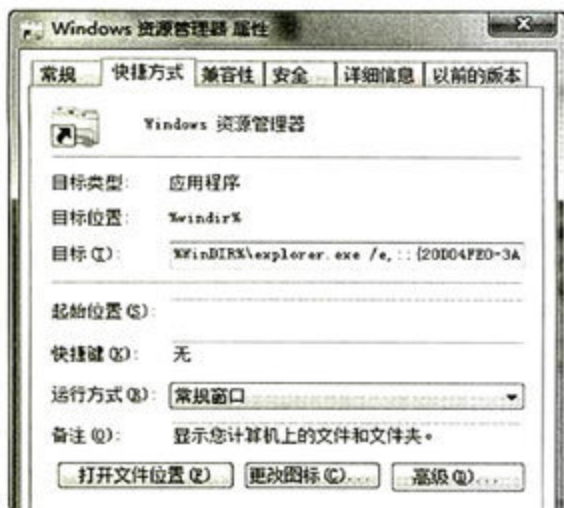 Windows 资源管理器 属性
常规 快捷方式 兼容性 安全 详细信息 以前的版本
Windows 资源管理器
目标类型: 应用程序
目标位置: %windir%
目标(T): %WinDIR%\explorer.exe /e,::{20D04FE0-3A
起始位置(S):
快捷键(K): 无
运行方式(R): 常规窗口
备注(O): 显示您计算机上的文件和文件夹。
打开文件位置(F) 更改图标(C)... 高级(D)...